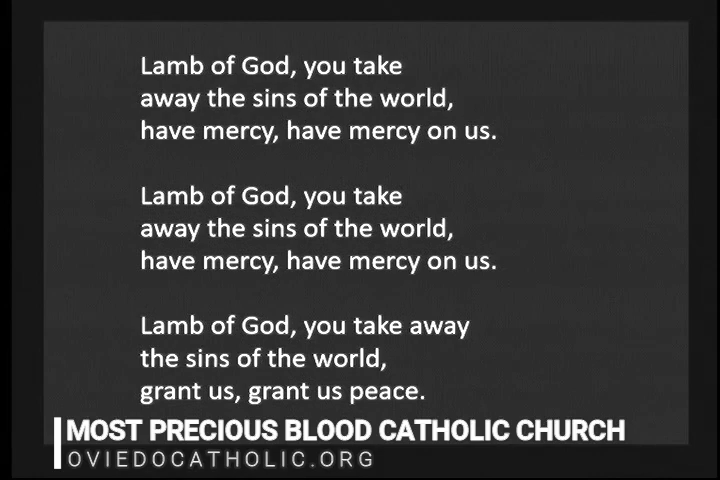 Lamb of God, you take
away the sins of the world,
have mercy, have mercy on us.
Lamb of God, you take
away the sins of the world,
have mercy, have mercy on us.
Lamb of God, you take away
the sins of the world,
grant us, grant us peace.
MOST PRECIOUS BLOOD CATHOLIC CHURCH
OVIEDOCATHOLIC.ORG